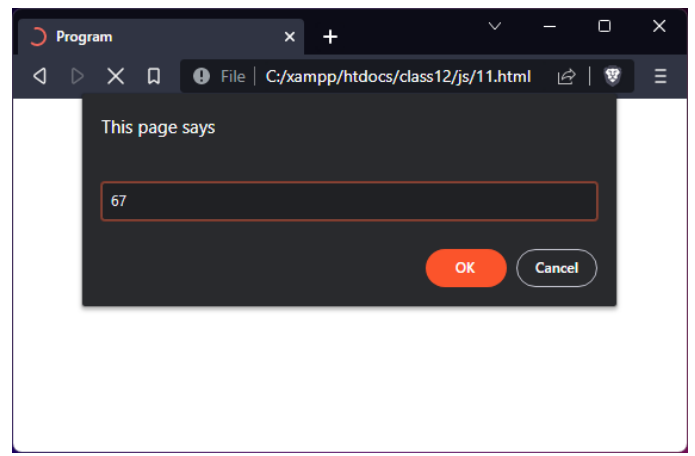 Program
File | C:/xampp/htdocs/class12/js/11.html
This page says
67
OK Cancel